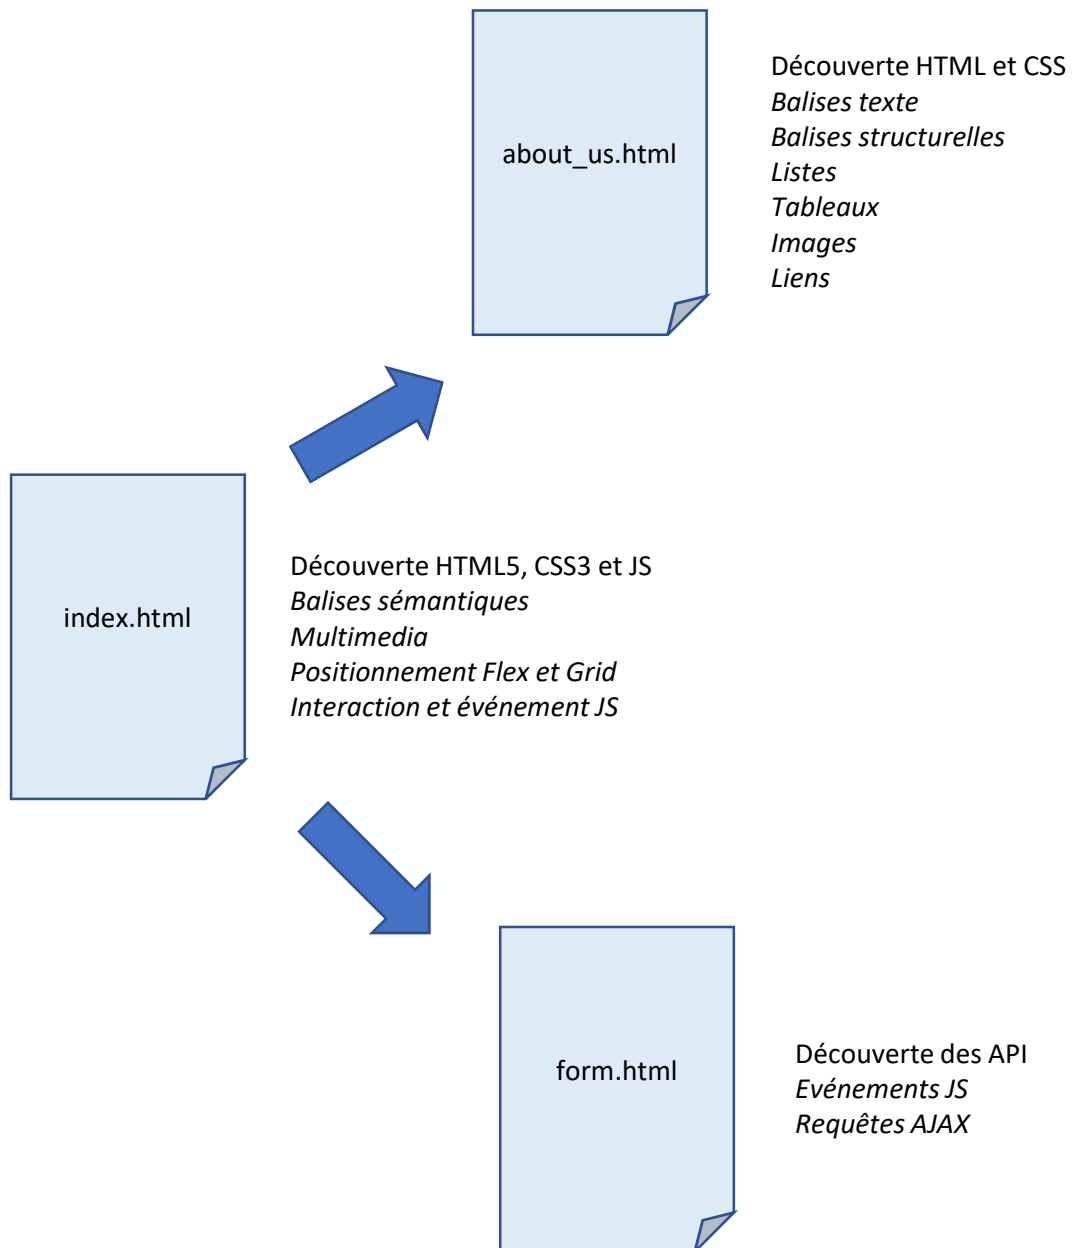 about_us.html
Découverte HTML et CSS
Balises texte
Balises structurelles
Listes
Tableaux
Images
Liens
index.html
Découverte HTML5, CSS3 et JS
Balises sémantiques
Multimedia
Positionnement Flex et Grid
Interaction et événement JS
form.html
Découverte des API
Evénements JS
Requêtes AJAX